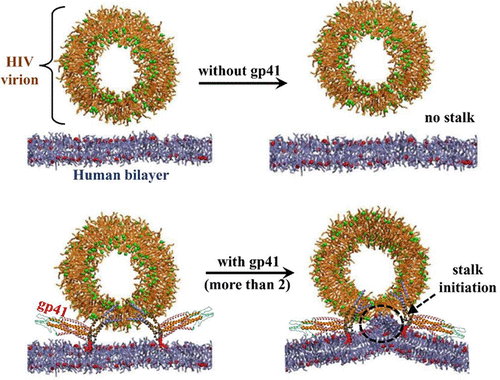 HIV
virion
without gp41
no stalk
Human bilayer
gp41
with gp41
(more than 2)
stalk
initiation